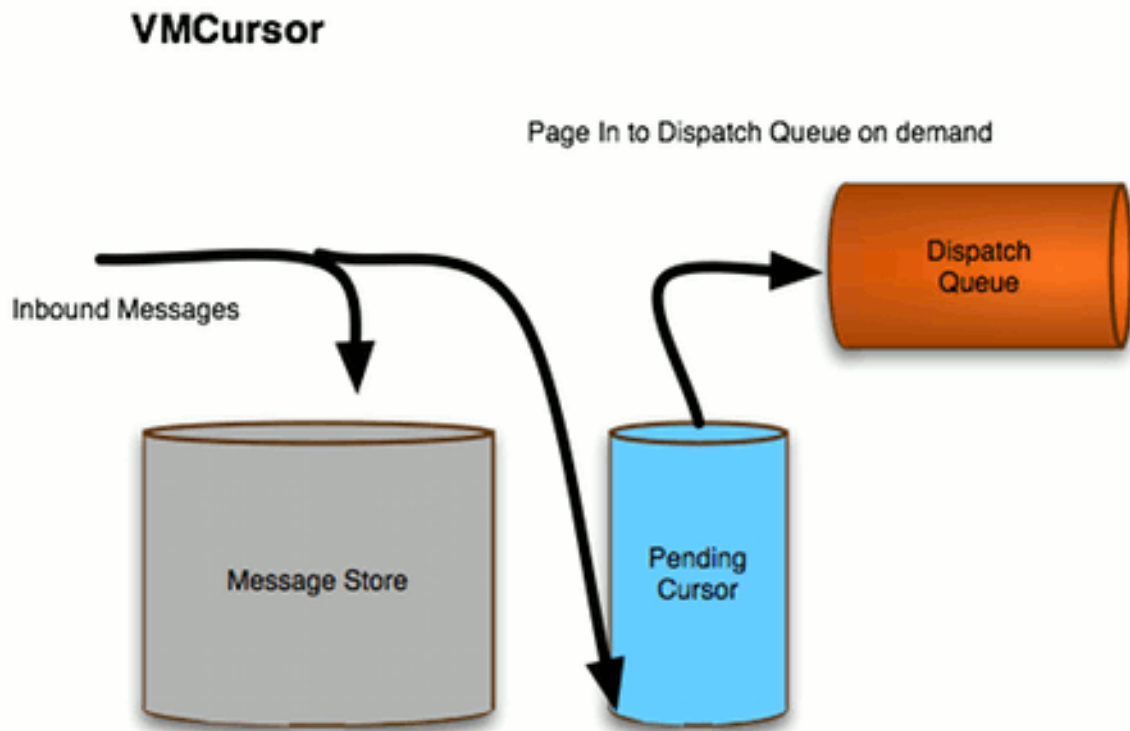 VMCursor
Page In to Dispatch Queue on demand
Dispatch
Queue
Inbound Messages
Message Store
Pending
Cursor